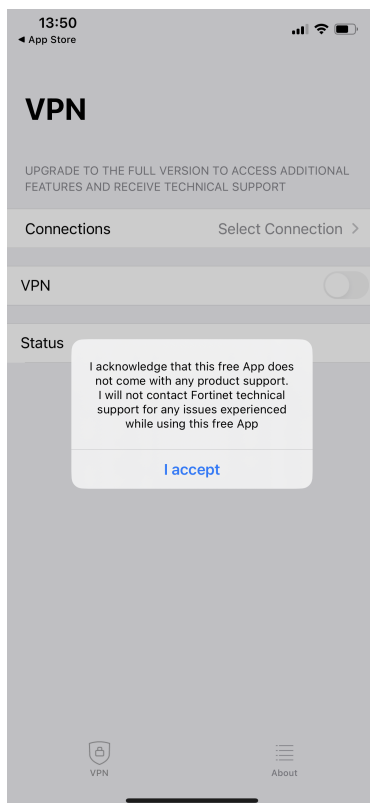 13:50
◀ App Store
VPN
UPGRADE TO THE FULL VERSION TO ACCESS ADDITIONAL
FEATURES AND RECEIVE TECHNICAL SUPPORT
Connections Select Connection >
VPN
Status
I acknowledge that this free App does
not come with any product support.
I will not contact Fortinet technical
support for any issues experienced
while using this free App
I accept
VPN About